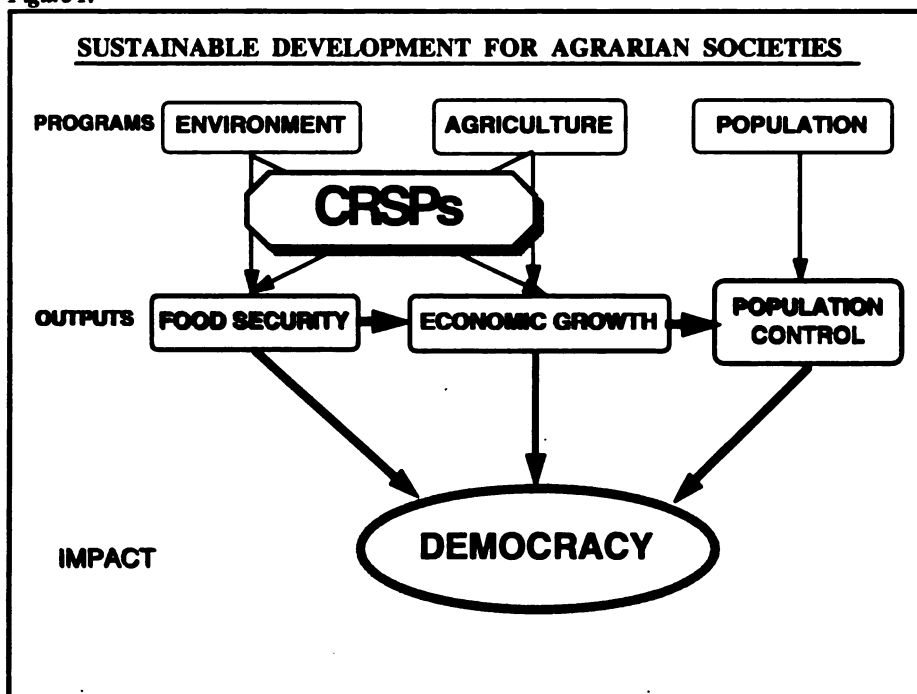 SUSTAINABLE DEVELOPMENT FOR AGRARIAN SOCIETIES
PROGRAMS ENVIRONMENT AGRICULTURE POPULATION
CRSPs
OUTPUTS FOOD SECURITY ECONOMIC GROWTH POPULATION CONTROL
IMPACT DEMOCRACY